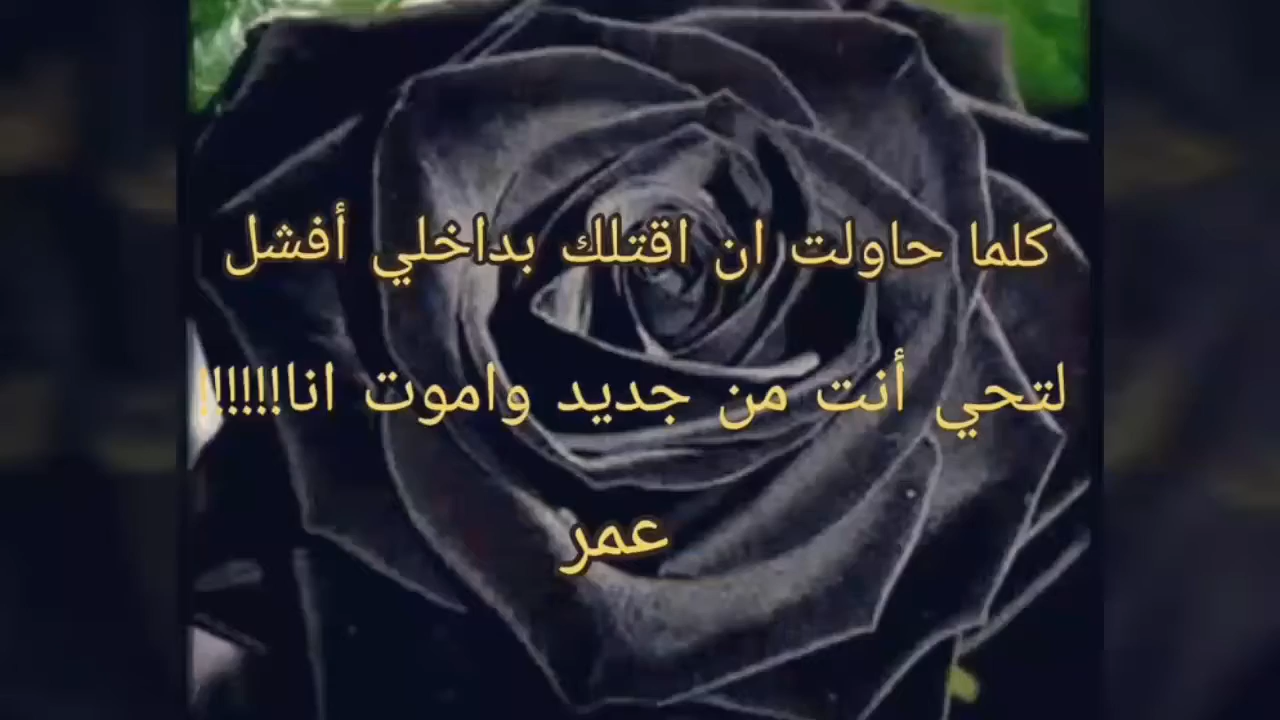 كلما حاولت ان اقتلك بداخلي أفشل
لتحي أنت من جديد واموت انا!!!!!!!
عمر